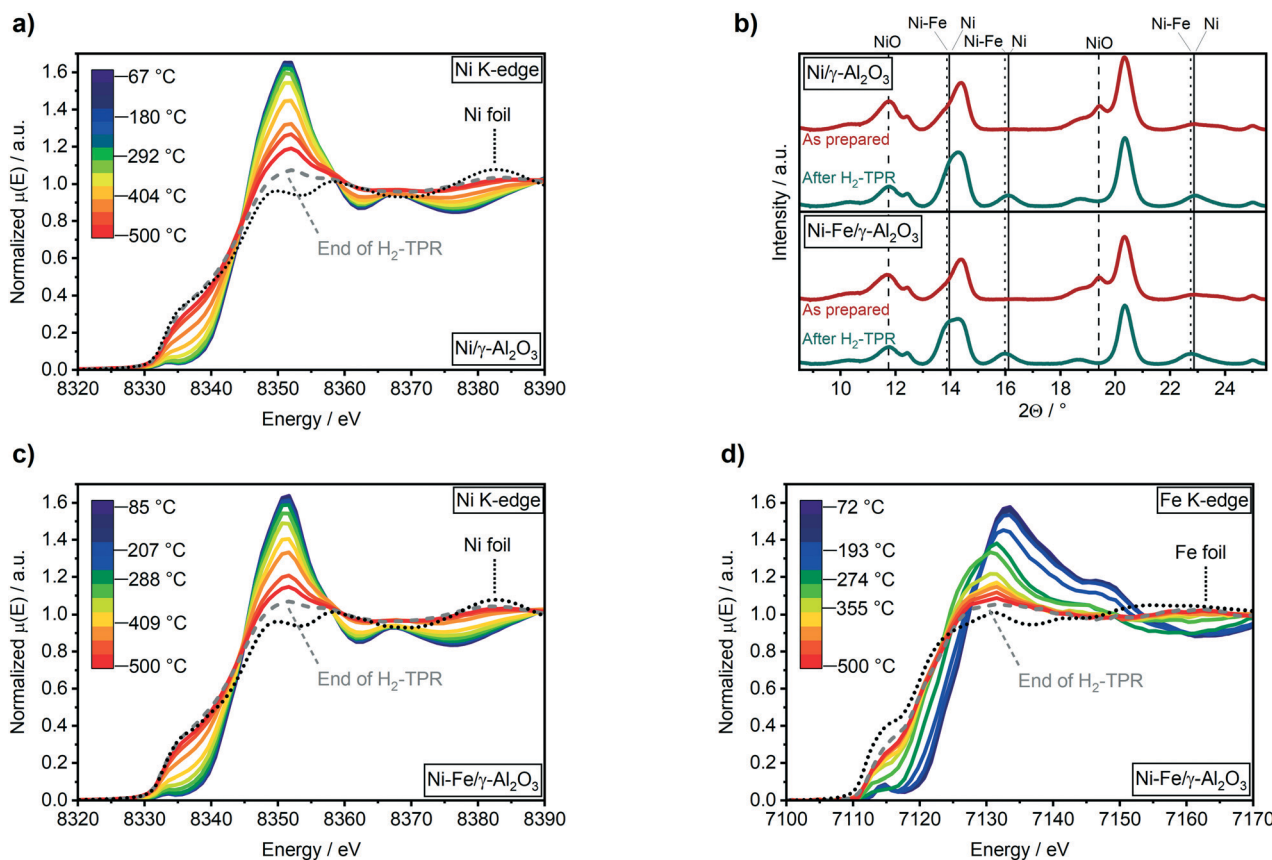 a)
Ni K-edge
1.6
1.4
1.2
1.0
0.8
0.6
0.4
0.2
0.0
Normalized μ(E) / a.u.
67 °C
180 °C
292 °C
404 °C
500 °C
Ni foil
End of H₂-TPR
Ni/γ-Al₂O₃
8320 8330 8340 8350 8360 8370 8380 8390
Energy / eV
b)
NiO Ni-Fe Ni Ni-Fe Ni NiO Ni-Fe Ni
Ni/γ-Al₂O₃
As prepared
After H₂-TPR
Ni-Fe/γ-Al₂O₃
As prepared
After H₂-TPR
Intensity / a.u.
10 12 14 16 18 20 22 24
2Θ / °
c)
Ni K-edge
1.6
1.4
1.2
1.0
0.8
0.6
0.4
0.2
0.0
Normalized μ(E) / a.u.
85 °C
207 °C
288 °C
409 °C
500 °C
Ni foil
End of H₂-TPR
Ni-Fe/γ-Al₂O₃
8320 8330 8340 8350 8360 8370 8380 8390
Energy / eV
d)
Fe K-edge
1.6
1.4
1.2
1.0
0.8
0.6
0.4
0.2
0.0
Normalized μ(E) / a.u.
72 °C
193 °C
274 °C
355 °C
500 °C
Fe foil
End of H₂-TPR
Ni-Fe/γ-Al₂O₃
7100 7110 7120 7130 7140 7150 7160 7170
Energy / eV